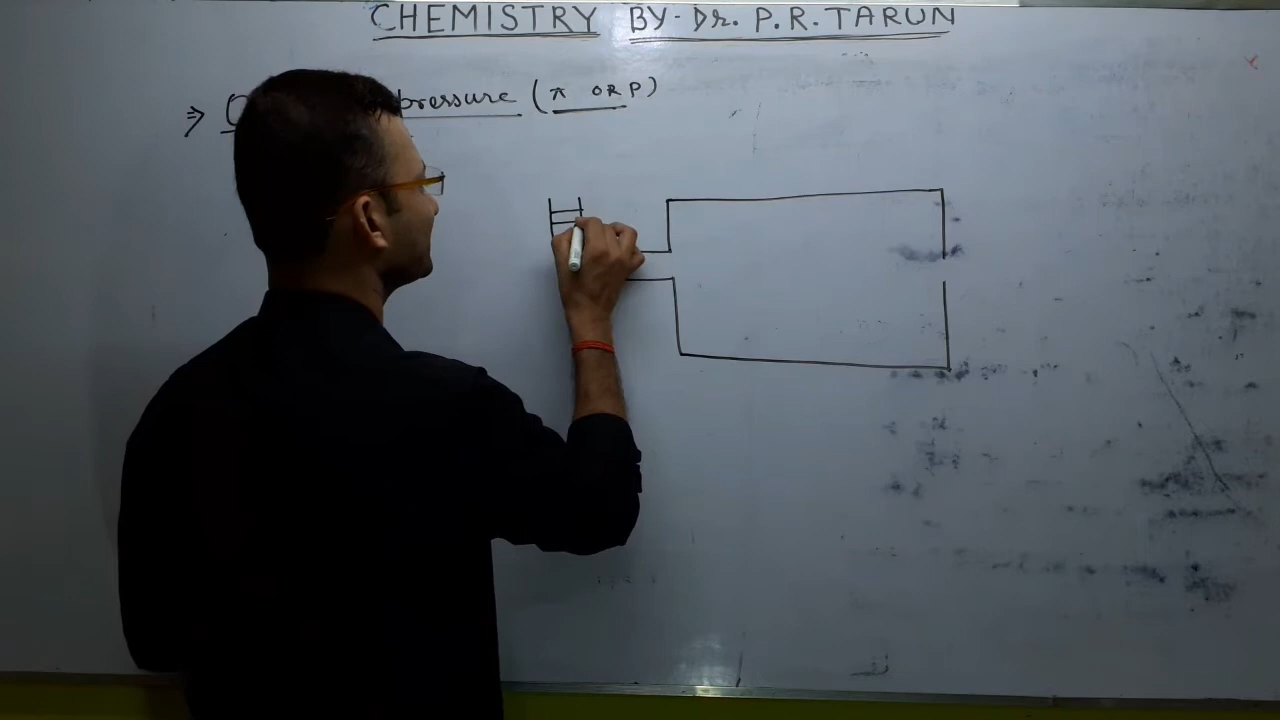 CHEMISTRY BY - Dr. P. R. TARUN
⇒ pressure (π OR P)